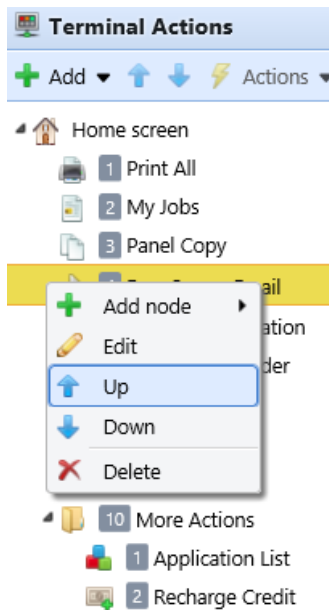 Terminal Actions
Add Actions
Home screen
1 Print All
2 My Jobs
3 Panel Copy
Add node
Edit
Up
Down
Delete
10 More Actions
1 Application List
2 Recharge Credit